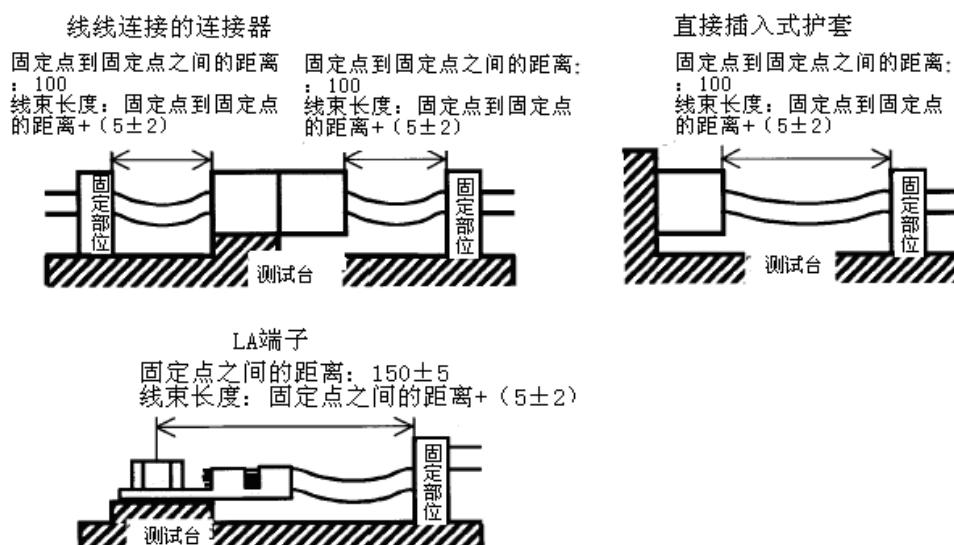 线线连接的连接器
固定点到固定点之间的距离
：100
线束长度：固定点到固定点
的距离+（5±2）
固定点到固定点之间的距离：
：100
线束长度：固定点到固定点
的距离+（5±2）
固定部位
测试台
固定部位
直接插入式护套
固定点到固定点之间的距离：
：100
线束长度：固定点到固定点
的距离+（5±2）
固定部位
测试台
LA端子
固定点之间的距离：150±5
线束长度：固定点之间的距离+（5±2）
固定部位
测试台